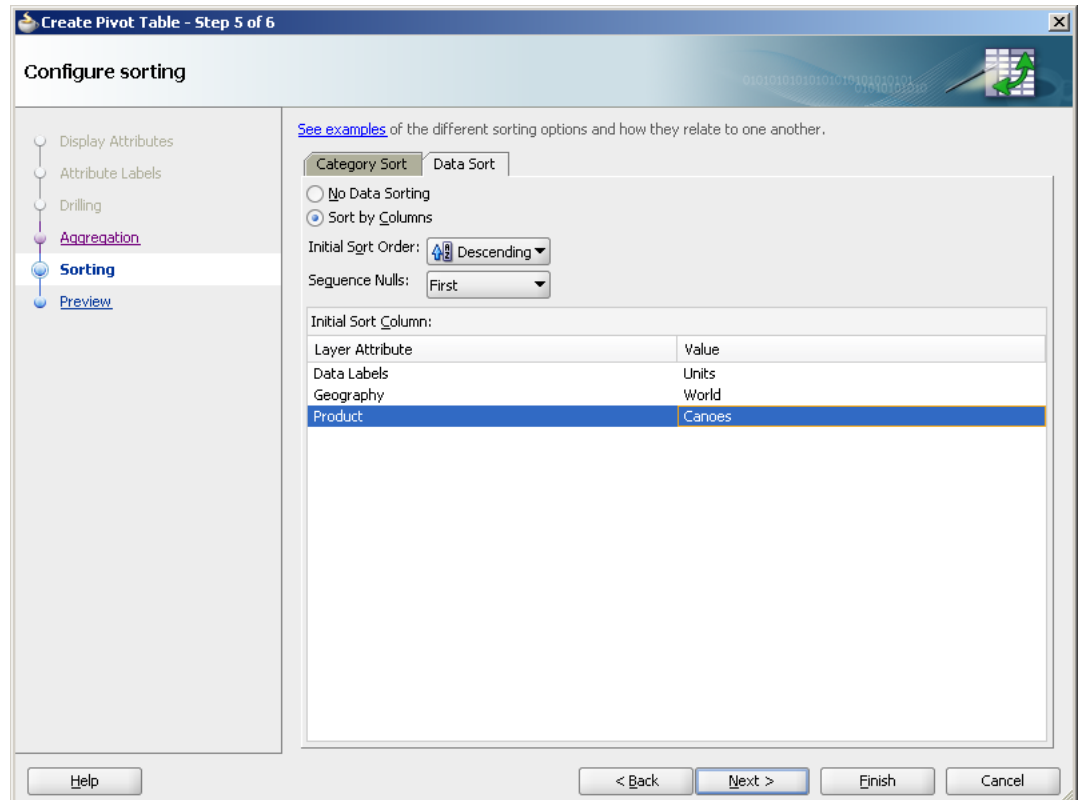 Create Pivot Table - Step 5 of 6
Configure sorting
Display Attributes
Attribute Labels
Drilling
Aggregation
Sorting
Preview
See examples of the different sorting options and how they relate to one another.
Category Sort Data Sort
No Data Sorting
Sort by Columns
Initial Sort Order: Descending
Sequence Nulls: First
Initial Sort Column:
Layer Attribute Value
Data Labels Units
Geography World
Product Canoes
Help < Back Next > Finish Cancel